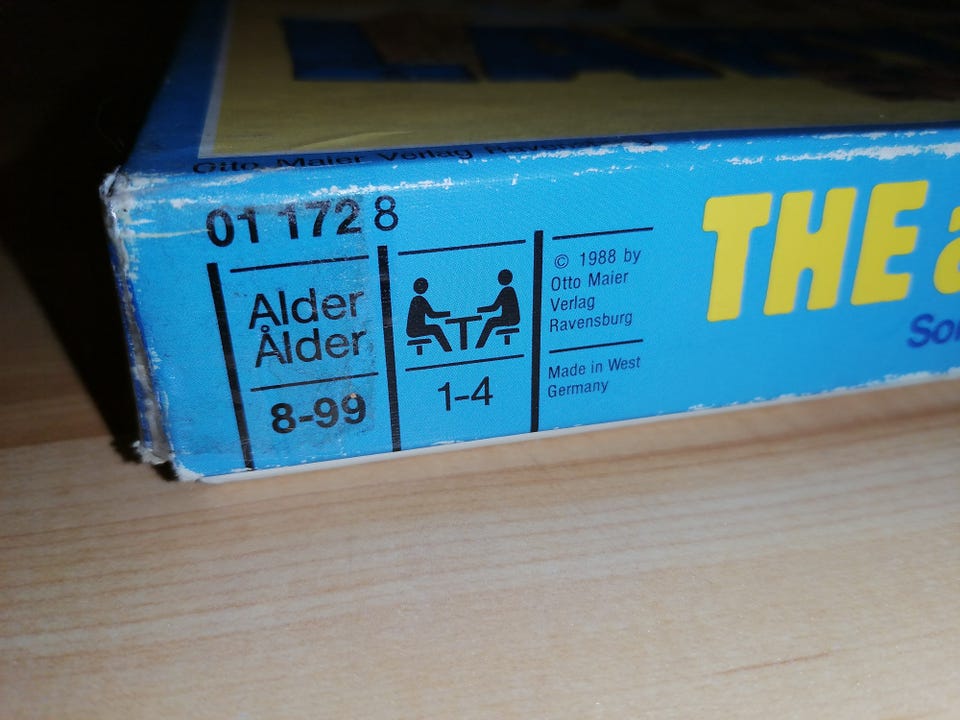 Otto Maier Verlag Ravensburg
01 172 8
Alder
Ålder
8-99
1-4
© 1988 by
Otto Maier
Verlag
Ravensburg
Made in West
Germany
THE